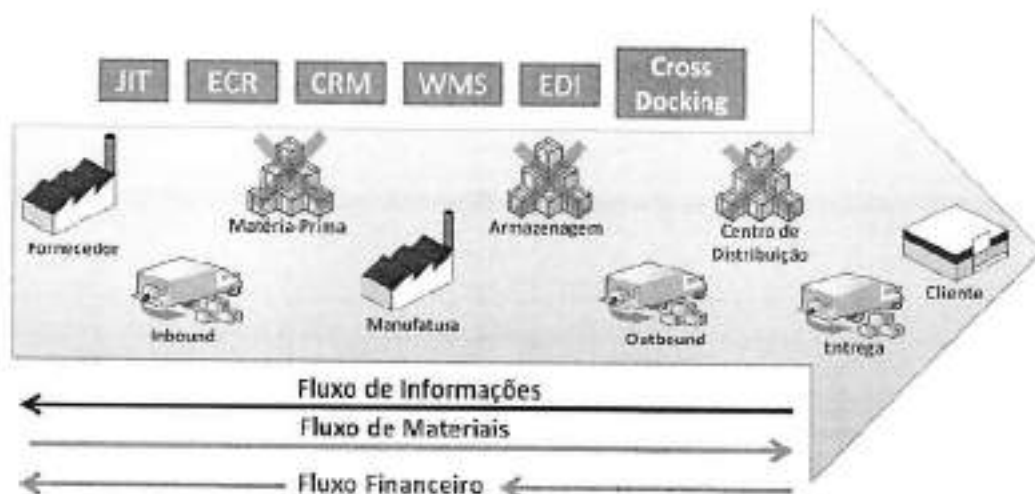 JIT
ECR
CRM
WMS
EDI
Cross
Docking
Fornecedor
Matéria-Prima
Armazenagem
Centro de
Distribuição
Cliente
Inbound
Manufatura
Outbound
Entrega
Fluxo de Informações
Fluxo de Materiais
Fluxo Financeiro